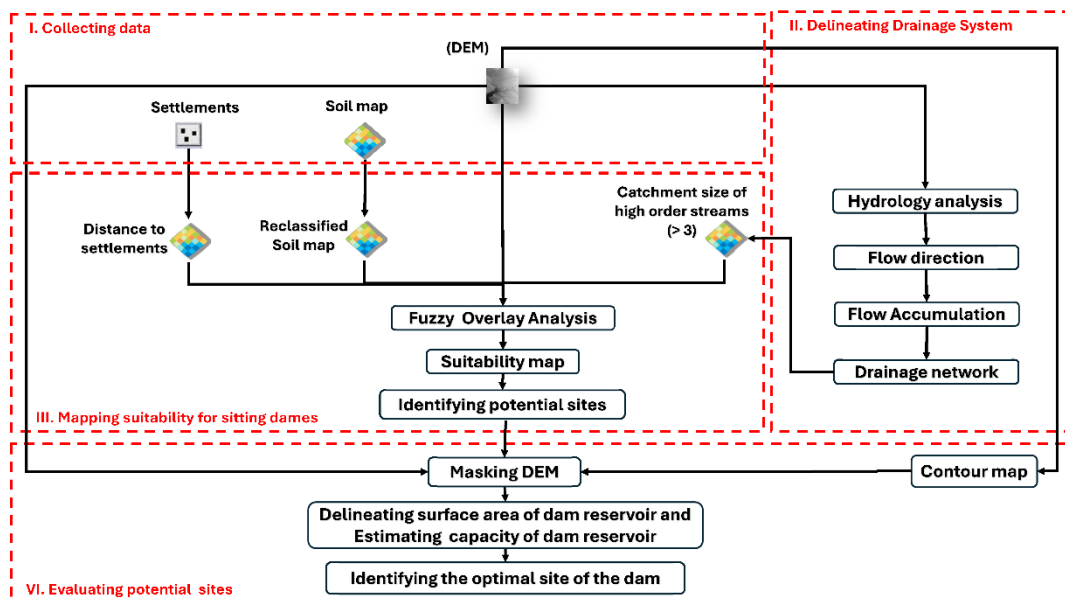 I. Collecting data
II. Delineating Drainage System
(DEM)
Settlements
Soil map
Distance to
settlements
Reclassified
Soil map
Catchment size of
high order streams
(> 3)
Hydrology analysis
Flow direction
Flow Accumulation
Drainage network
Fuzzy Overlay Analysis
Suitability map
Identifying potential sites
III. Mapping suitability for sitting dames
Masking DEM
Contour map
Delineating surface area of dam reservoir and
Estimating capacity of dam reservoir
Identifying the optimal site of the dam
VI. Evaluating potential sites